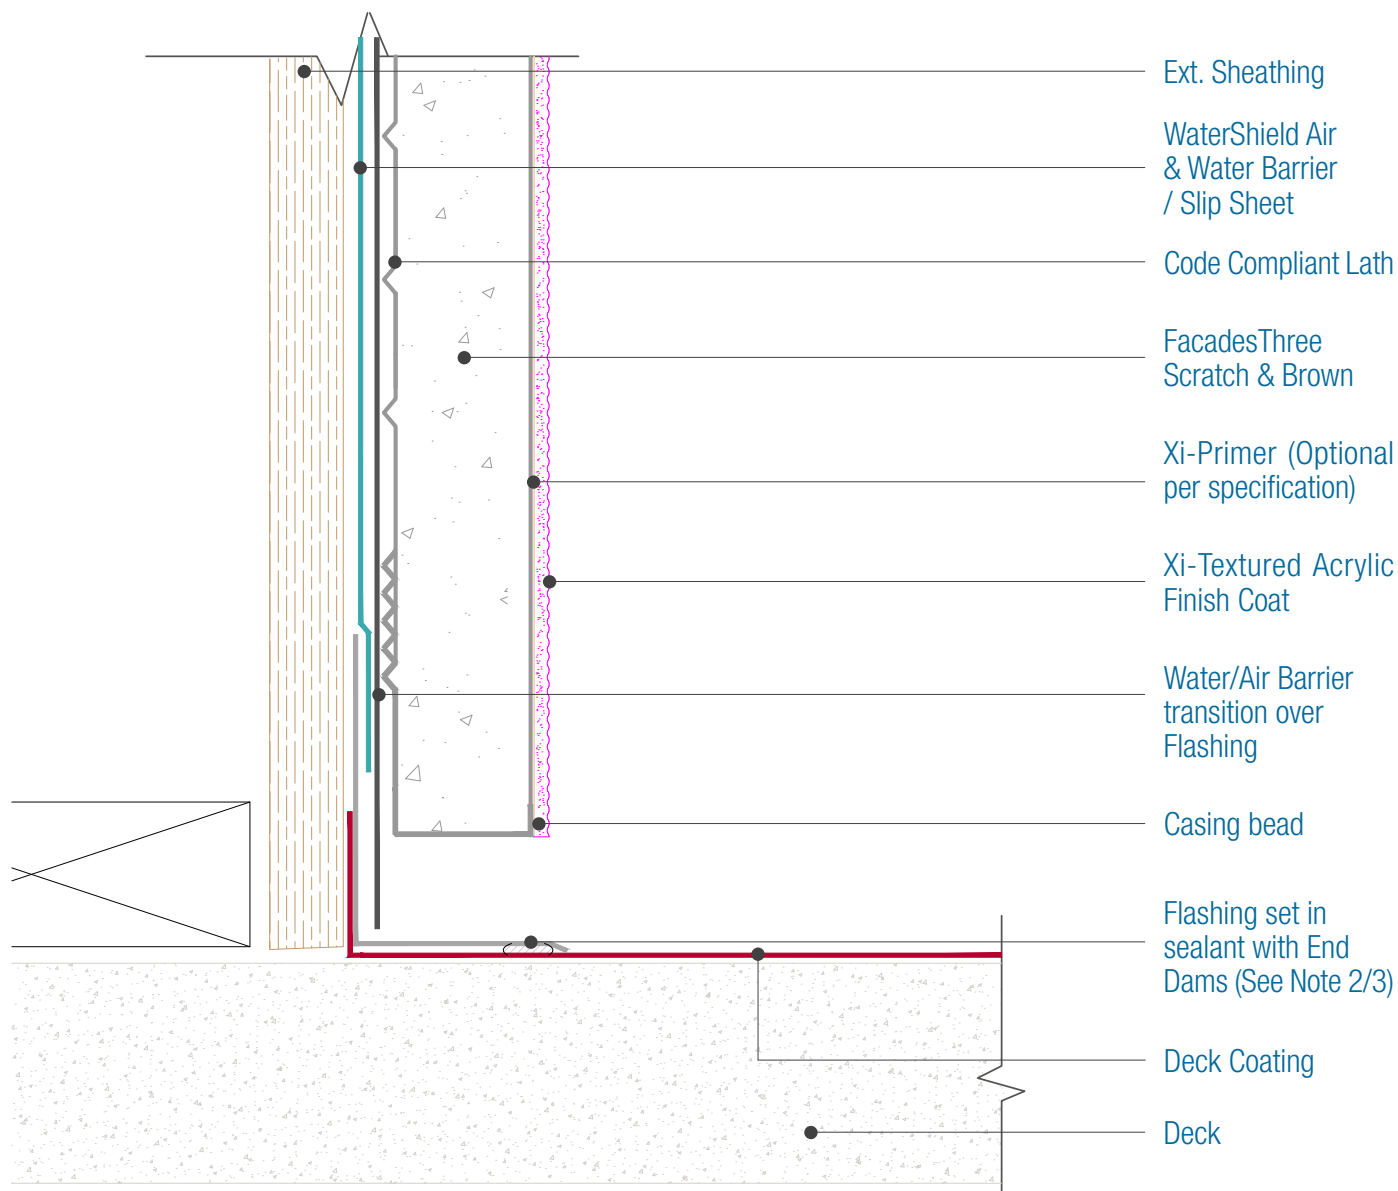 Ext. Sheathing
WaterShield Air
& Water Barrier
/ Slip Sheet
Code Compliant Lath
FacadesThree
Scratch & Brown
Xi-Primer (Optional
per specification)
Xi-Textured Acrylic
Finish Coat
Water/Air Barrier
transition over
Flashing
Casing bead
Flashing set in
sealant with End
Dams (See Note 2/3)
Deck Coating
Deck